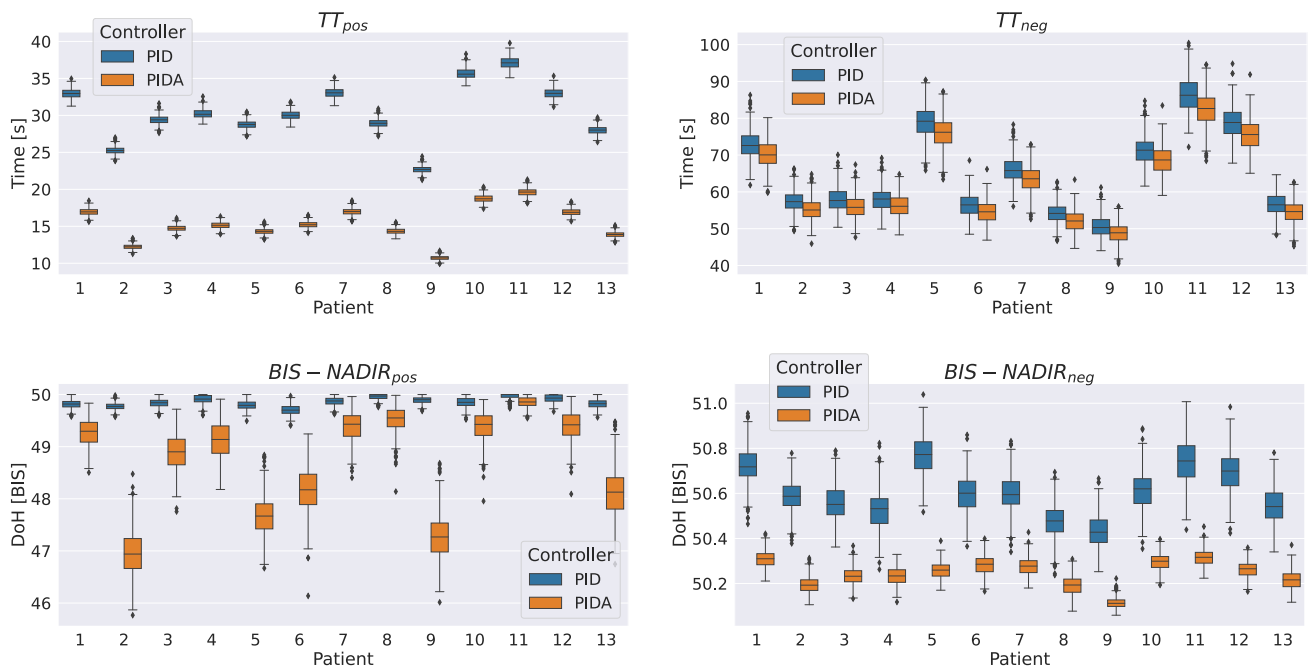 TT_pos
Controller
PID
PIDA
Time [s]
40
35
30
25
20
15
10
1 2 3 4 5 6 7 8 9 10 11 12 13
Patient
TT_neg
Controller
PID
PIDA
Time [s]
100
90
80
70
60
50
40
1 2 3 4 5 6 7 8 9 10 11 12 13
Patient
BIS − NADIR_pos
DoH [BIS]
50
49
48
47
46
Controller
PID
PIDA
1 2 3 4 5 6 7 8 9 10 11 12 13
Patient
Controller
PID
PIDA
BIS − NADIR_neg
DoH [BIS]
51.0
50.8
50.6
50.4
50.2
1 2 3 4 5 6 7 8 9 10 11 12 13
Patient